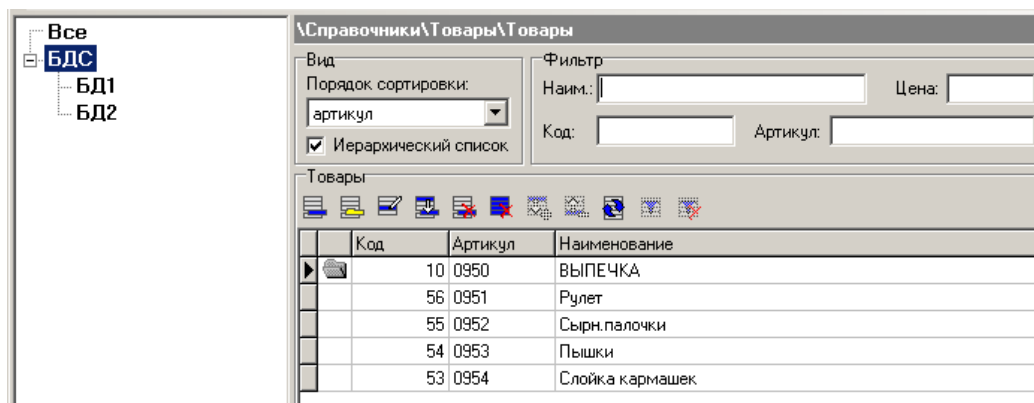 Все
БДС
БД1
БД2
\Справочники\Товары\Товары
Вид
Порядок сортировки:
артикул
Иерархический список
Фильтр
Наим.:
Цена:
Код:
Артикул:
Товары
Код Артикул Наименование
10 0950 ВЫПЕЧКА
56 0951 Рулет
55 0952 Сырн.палочки
54 0953 Пышки
53 0954 Слойка кармашек